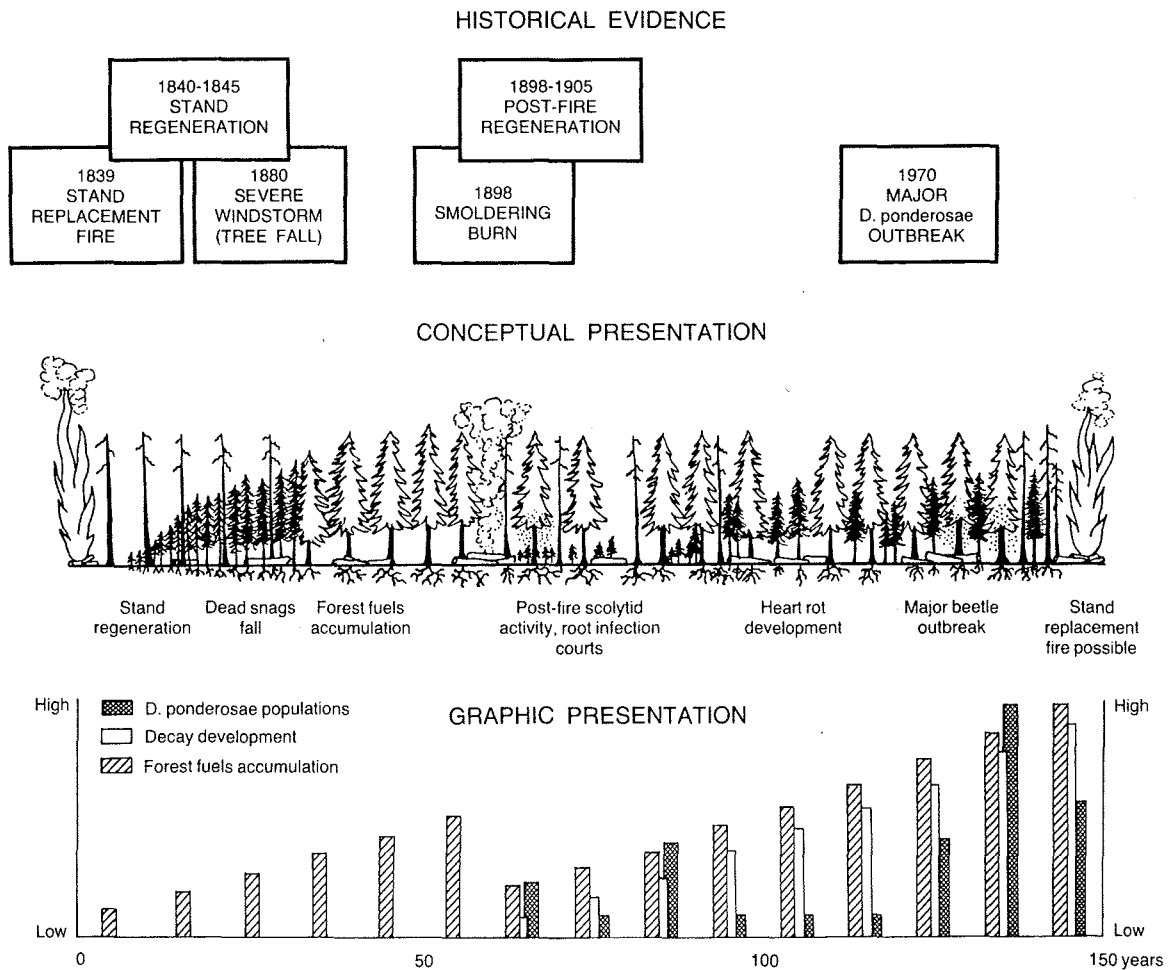 HISTORICAL EVIDENCE
1840-1845
STAND
REGENERATION
1898-1905
POST-FIRE
REGENERATION
1839
STAND
REPLACEMENT
FIRE
1880
SEVERE
WINDSTORM
(TREE FALL)
1898
SMOLDERING
BURN
1970
MAJOR
D. ponderosae
OUTBREAK
CONCEPTUAL PRESENTATION
Stand
regeneration
Dead snags
fall
Forest fuels
accumulation
Post-fire scolytid
activity, root infection
courts
Heart rot
development
Major beetle
outbreak
Stand
replacement
fire possible
GRAPHIC PRESENTATION
High
D. ponderosae populations
Decay development
Forest fuels accumulation
Low
High
Low
0
50
100
150 years